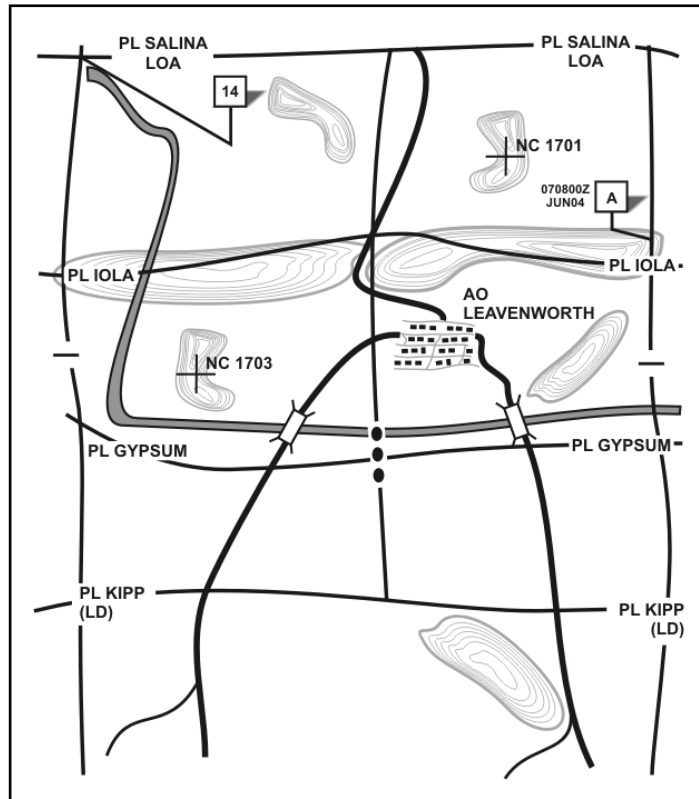 PL SALINA
LOA
PL SALINA
LOA
14
NC 1701
070800Z
JUN04
A
PL IOLA
PL IOLA
AO
LEAVENWORTH
NC 1703
PL GYPSUM
PL GYPSUM
PL KIPP
(LD)
PL KIPP
(LD)